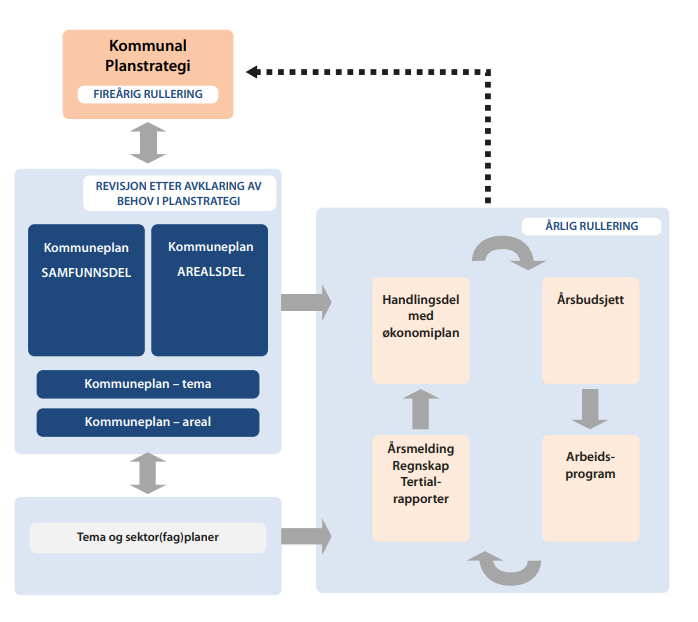 Kommunal
Planstrategi
FIREÅRIG RULLERING
REVISJON ETTER AVKLARING AV
BEHOV I PLANSTRATEGI
Kommuneplan
SAMFUNNSDEL
Kommuneplan
AREALSDEL
Kommuneplan – tema
Kommuneplan – areal
Tema og sektor(fag)planer
ÅRLIG RULLERING
Handlingsdel
med
økonomiplan
Årsbudsjett
Årsmelding
Regnskap
Tertial-
rapporter
Arbeids-
program